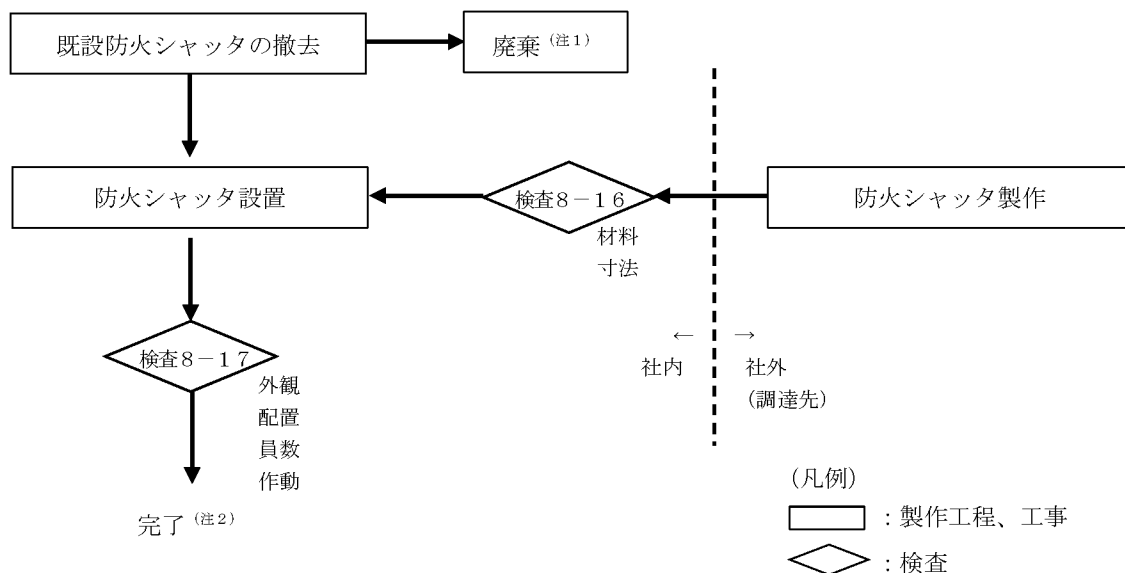 既設防火シャッタの撤去
廃棄(注1)
防火シャッタ設置
検査8-16
防火シャッタ製作
材料
寸法
← →
社内 社外
(調達先)
検査8-17
外観
配置
員数
作動
完了(注2)
(凡例)
:製作工程、工事
:検査